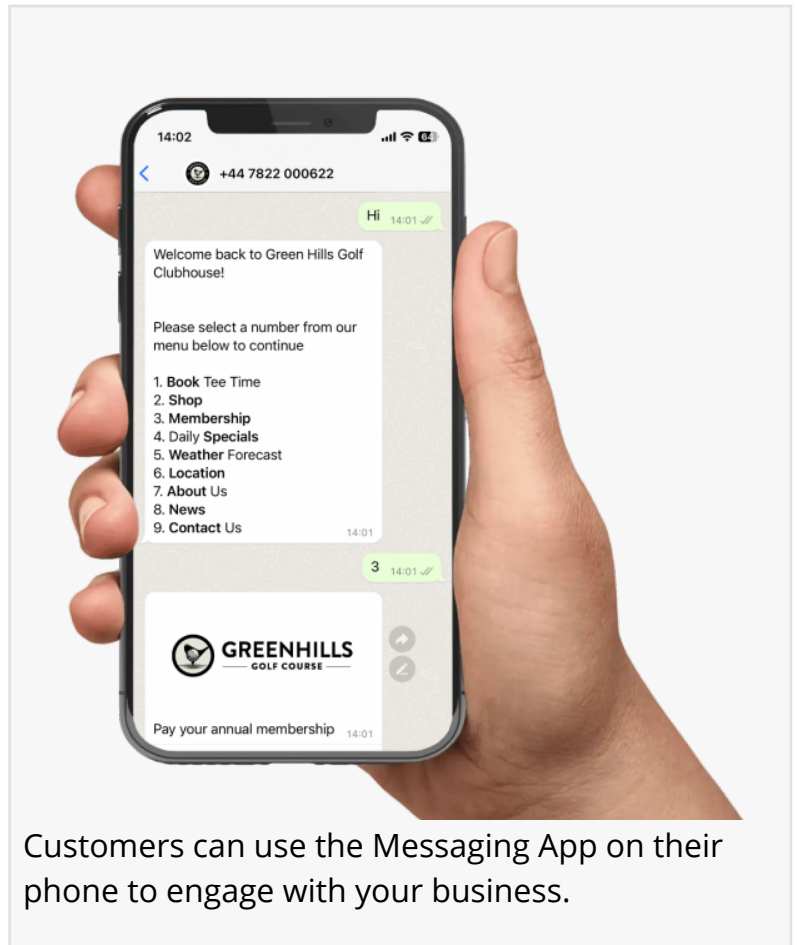 14:02
64
+44 7822 000622
Hi 14:01
Welcome back to Green Hills Golf
Clubhouse!
Please select a number from our
menu below to continue
1. Book Tee Time
2. Shop
3. Membership
4. Daily Specials
5. Weather Forecast
6. Location
7. About Us
8. News
9. Contact Us
14:01
3 14:01
GREENHILLS
GOLF COURSE
Pay your annual membership 14:01
Customers can use the Messaging App on their
phone to engage with your business.